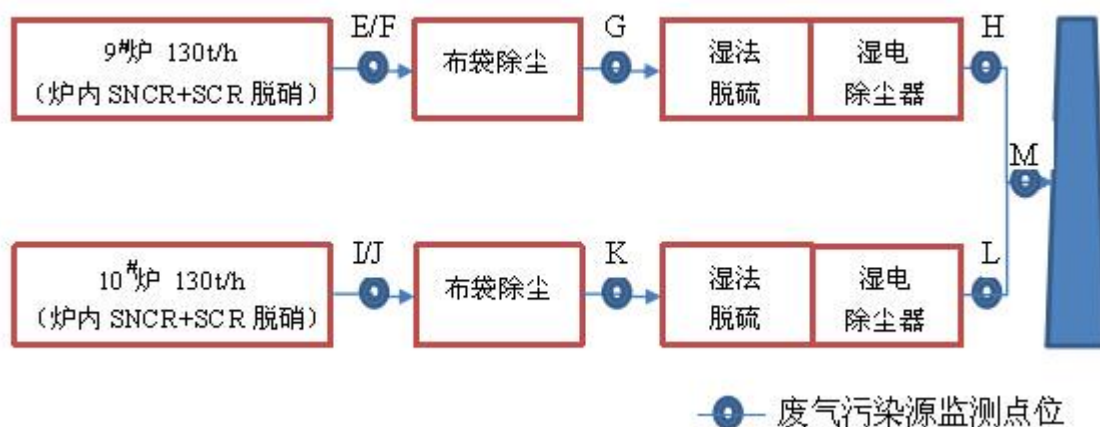 E/F
G
H
9#炉 130t/h
(炉内 SNCR+SCR 脱硝)
布袋除尘
湿法
脱硫
湿电
除尘器
M
I/J
K
L
10#炉 130t/h
(炉内 SNCR+SCR 脱硝)
布袋除尘
湿法
脱硫
湿电
除尘器
废气污染源监测点位